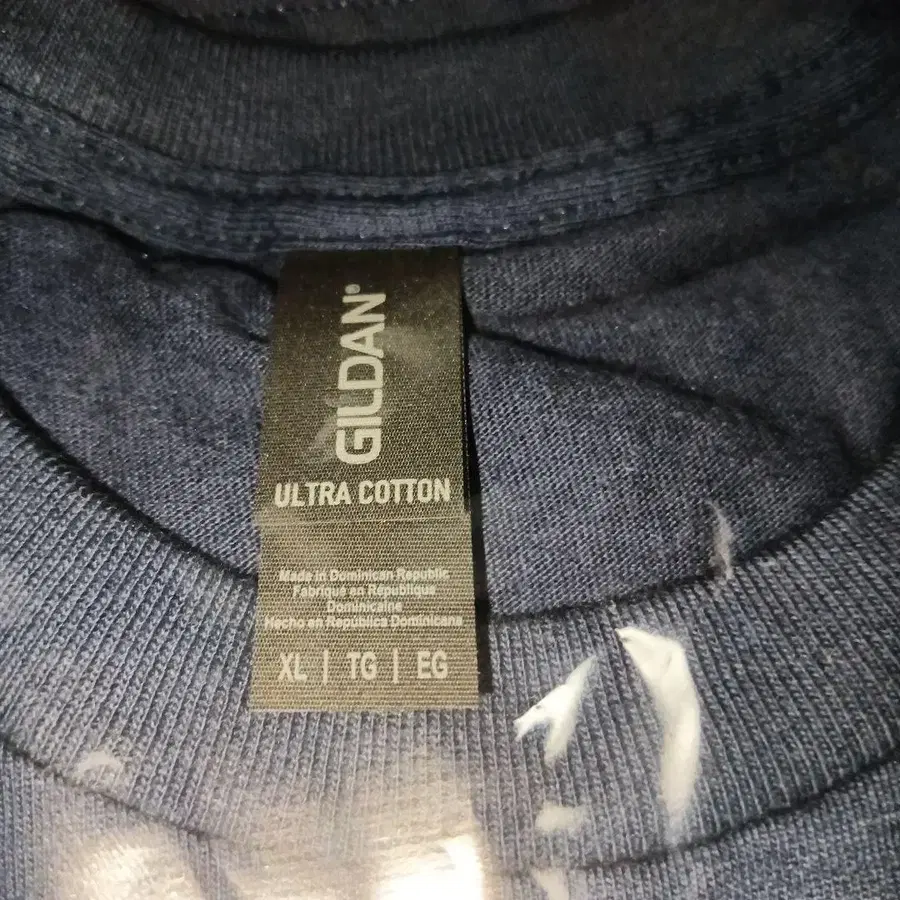 GILDAN®
ULTRA COTTON
Made in Dominican Republic
Fabriqué en République
Dominicaine
Hecho en República Dominicana
XL | TG | EG